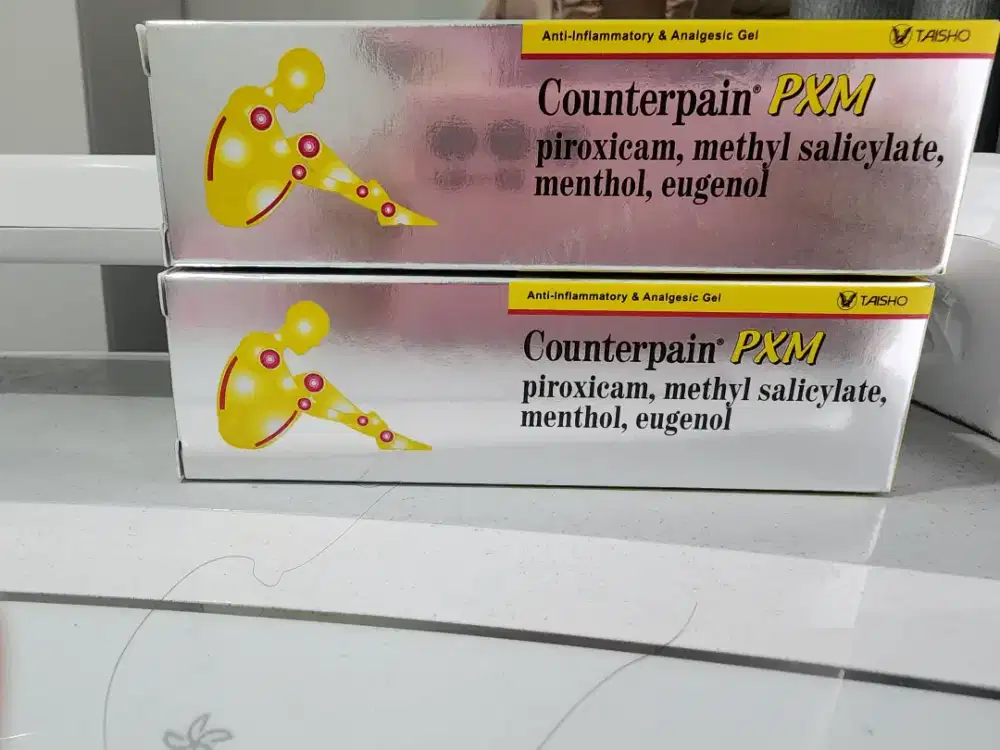 Anti-Inflammatory & Analgesic Gel TAISHO
Counterpain® PXM
piroxicam, methyl salicylate,
menthol, eugenol
Anti-Inflammatory & Analgesic Gel TAISHO
Counterpain® PXM
piroxicam, methyl salicylate,
menthol, eugenol